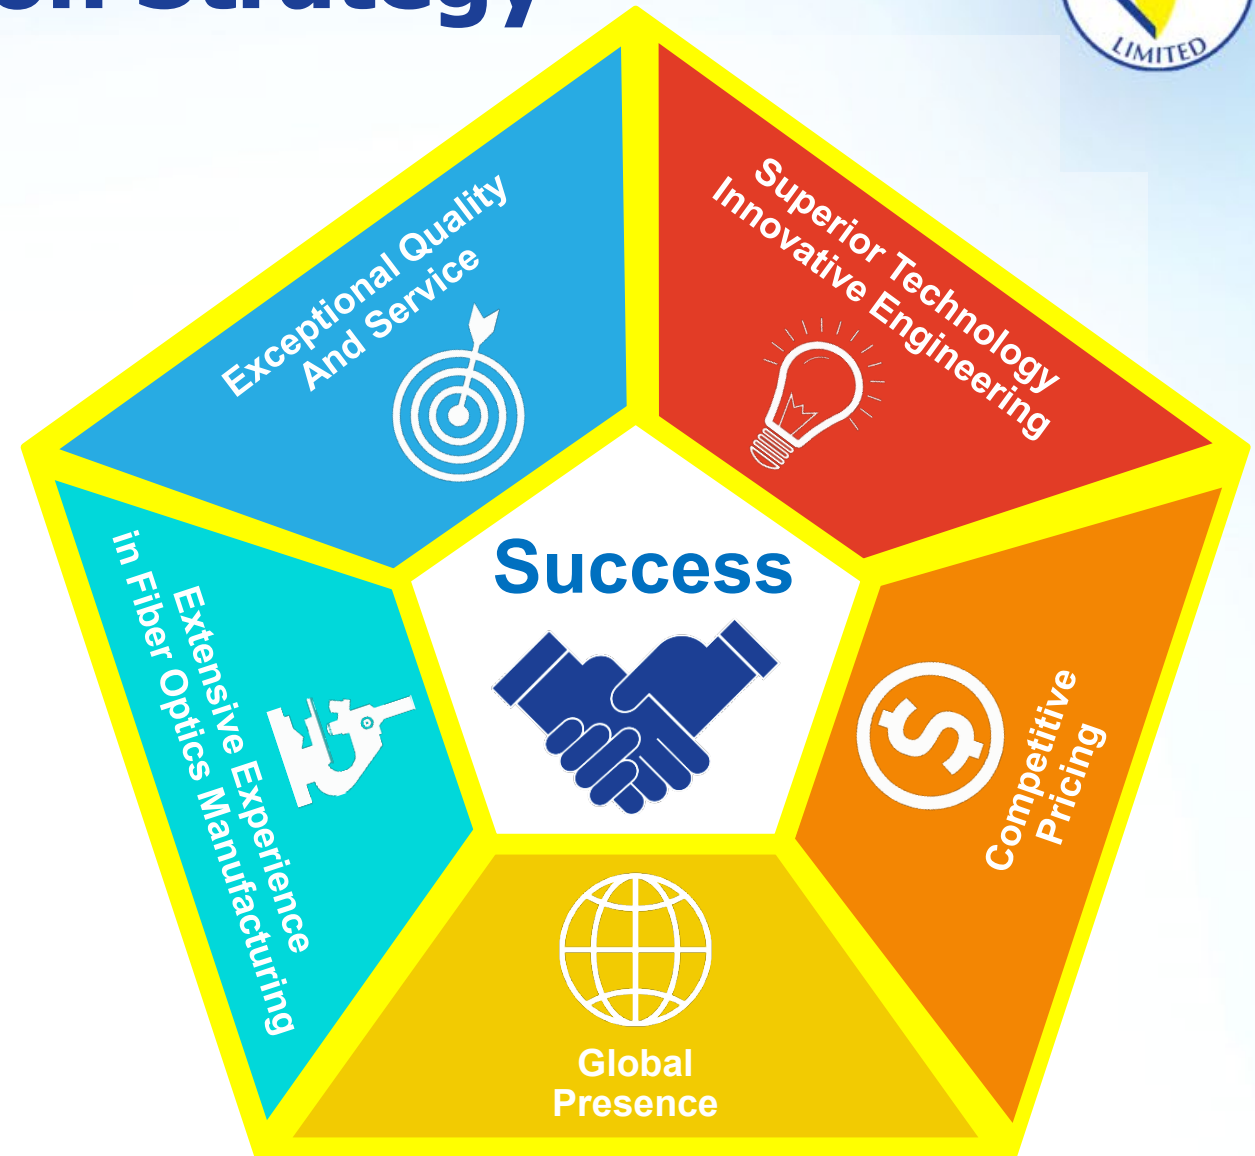 Strategy
LIMITED
Exceptional Quality
And Service
Superior Technology
Innovative Engineering
Extensive Experience
in Fiber Optics Manufacturing
Success
Competitive
Pricing
Global
Presence